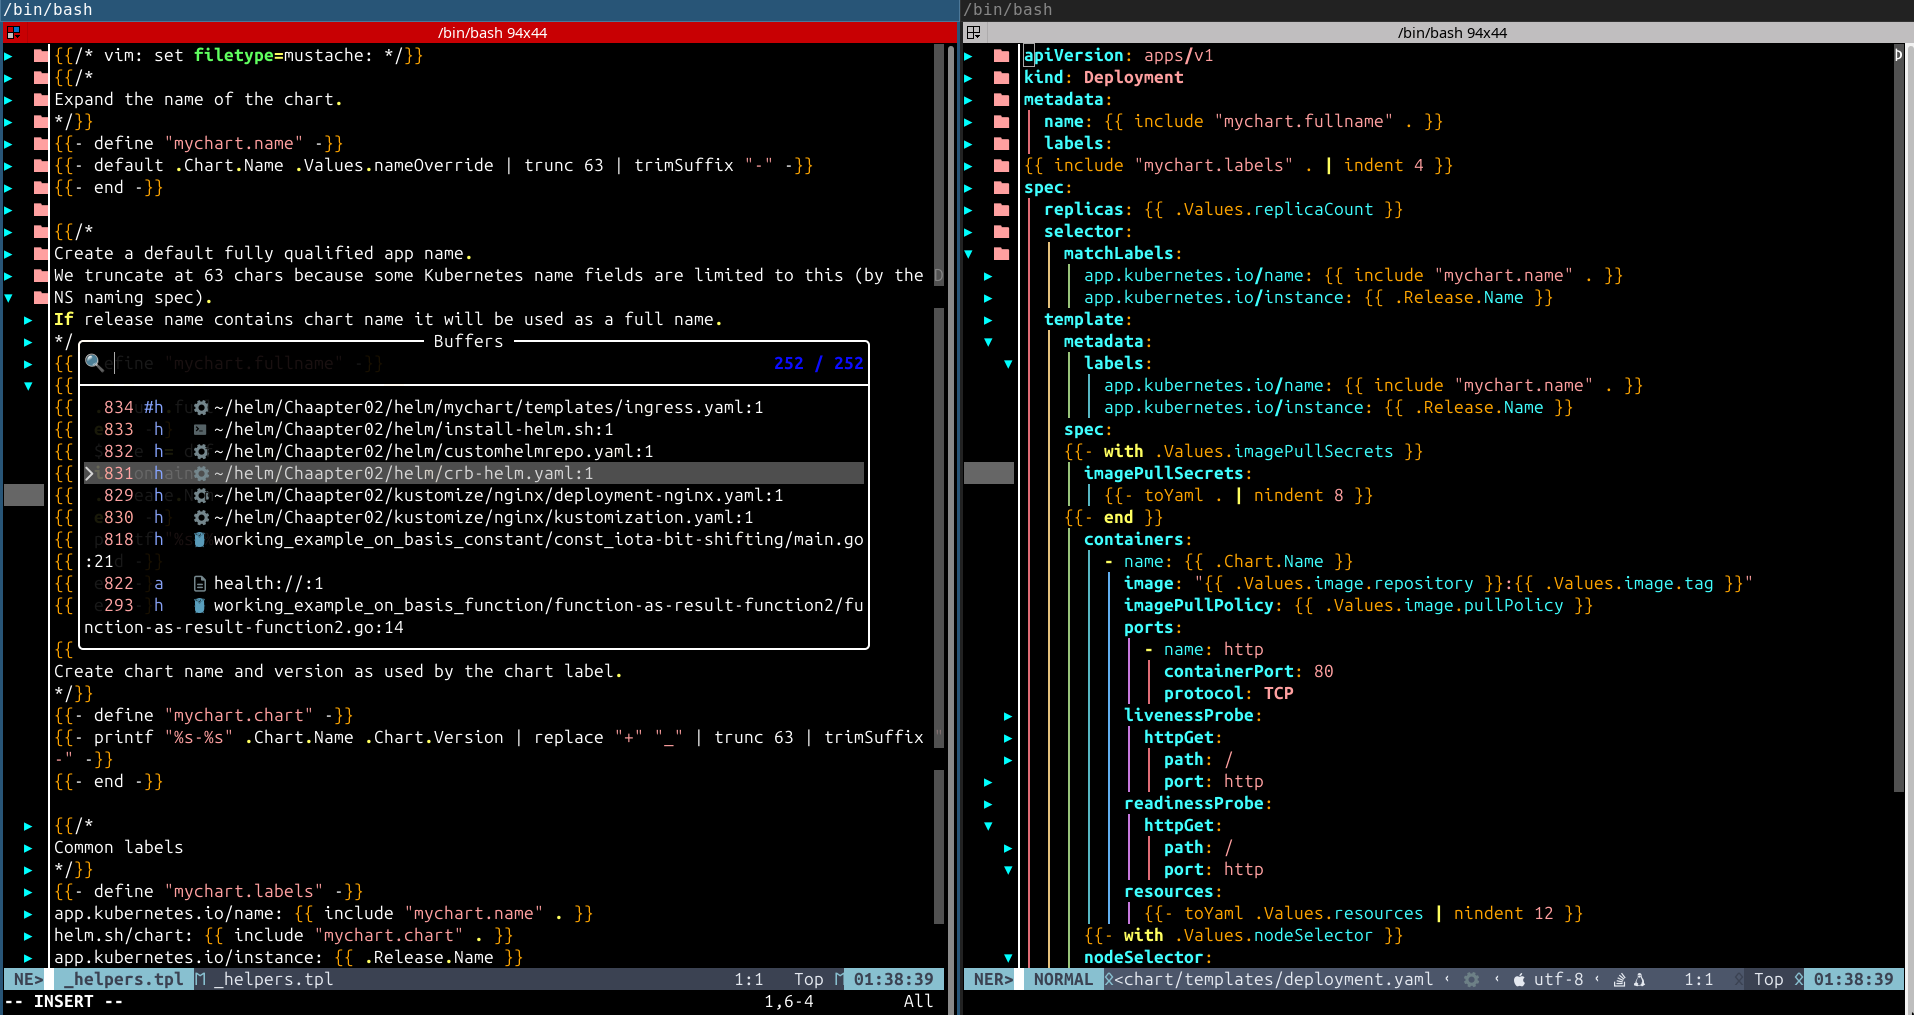 /bin/bash
/bin/bash 94x44
{{/* vim: set filetype=mustache: */}}
{{/*
Expand the name of the chart.
*/}}
{{- define "mychart.name" -}}
{{- default .Chart.Name .Values.nameOverride | trunc 63 | trimSuffix "-" -}}
{{- end -}}
{{/*
Create a default fully qualified app name.
We truncate at 63 chars because some Kubernetes name fields are limited to this (by the D
NS naming spec).
If release name contains chart name it will be used as a full name.
*/
Buffers
{{
252 / 252
{{
{{ 834 #h ~/helm/Chaapter02/helm/mychart/templates/ingress.yaml:1
{{ 833 h ~/helm/Chaapter02/helm/install-helm.sh:1
{{ 832 h ~/helm/Chaapter02/helm/customhelmrepo.yaml:1
{{ > 831 h ~/helm/Chaapter02/helm/crb-helm.yaml:1
{{ 829 h ~/helm/Chaapter02/kustomize/nginx/deployment-nginx.yaml:1
{{ 830 h ~/helm/Chaapter02/kustomize/nginx/kustomization.yaml:1
{{ 818 h working_example_on_basis_constant/const_iota-bit-shifting/main.go
{{ :21
{{ 822 a health://:1
{{ 293 h working_example_on_basis_function/function-as-result-function2/fu
nction-as-result-function2.go:14
{{
Create chart name and version as used by the chart label.
*/}}
{{- define "mychart.chart" -}}
{{- printf "%s-%s" .Chart.Name .Chart.Version | replace "+" "_" | trunc 63 | trimSuffix "
-" -}}
{{- end -}}
{{/*
Common labels
*/}}
{{- define "mychart.labels" -}}
app.kubernetes.io/name: {{ include "mychart.name" . }}
helm.sh/chart: {{ include "mychart.chart" . }}
app.kubernetes.io/instance: {{ .Release.Name }}
NE> _helpers.tpl _helpers.tpl 1:1 Top 01:38:39
-- INSERT -- 1,6-4 All
/bin/bash
/bin/bash 94x44
apiVersion: apps/v1
kind: Deployment
metadata:
name: {{ include "mychart.fullname" . }}
labels:
{{ include "mychart.labels" . | indent 4 }}
spec:
replicas: {{ .Values.replicaCount }}
selector:
matchLabels:
app.kubernetes.io/name: {{ include "mychart.name" . }}
app.kubernetes.io/instance: {{ .Release.Name }}
template:
metadata:
labels:
app.kubernetes.io/name: {{ include "mychart.name" . }}
app.kubernetes.io/instance: {{ .Release.Name }}
spec:
{{- with .Values.imagePullSecrets }}
imagePullSecrets:
{{- toYaml . | nindent 8 }}
{{- end }}
containers:
- name: {{ .Chart.Name }}
image: "{{ .Values.image.repository }}:{{ .Values.image.tag }}"
imagePullPolicy: {{ .Values.image.pullPolicy }}
ports:
- name: http
containerPort: 80
protocol: TCP
livenessProbe:
httpGet:
path: /
port: http
readinessProbe:
httpGet:
path: /
port: http
resources:
{{- toYaml .Values.resources | nindent 12 }}
{{- with .Values.nodeSelector }}
nodeSelector:
NER> NORMAL <chart/templates/deployment.yaml ‹ ‹ utf-8 ‹ 1:1 Top 01:38:39